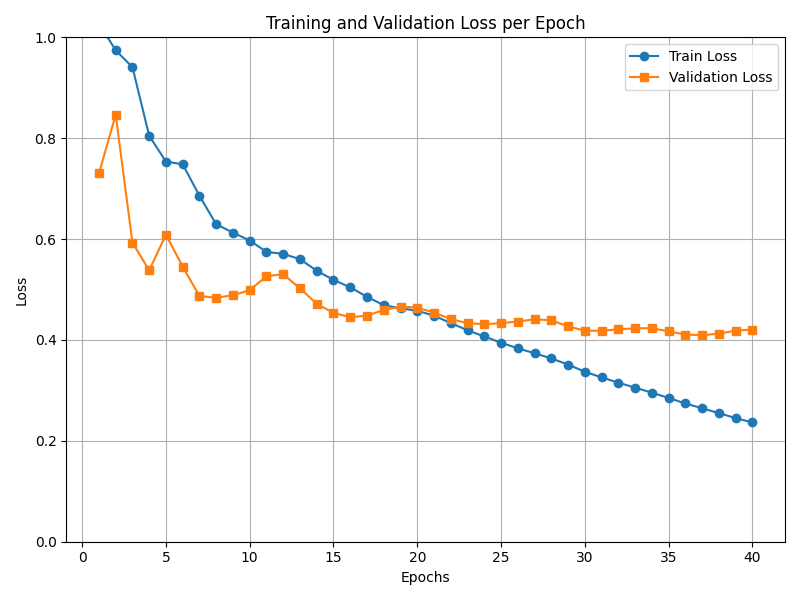 Training and Validation Loss per Epoch
Train Loss
Validation Loss
Loss
1.0
0.8
0.6
0.4
0.2
0.0
0 5 10 15 20 25 30 35 40
Epochs